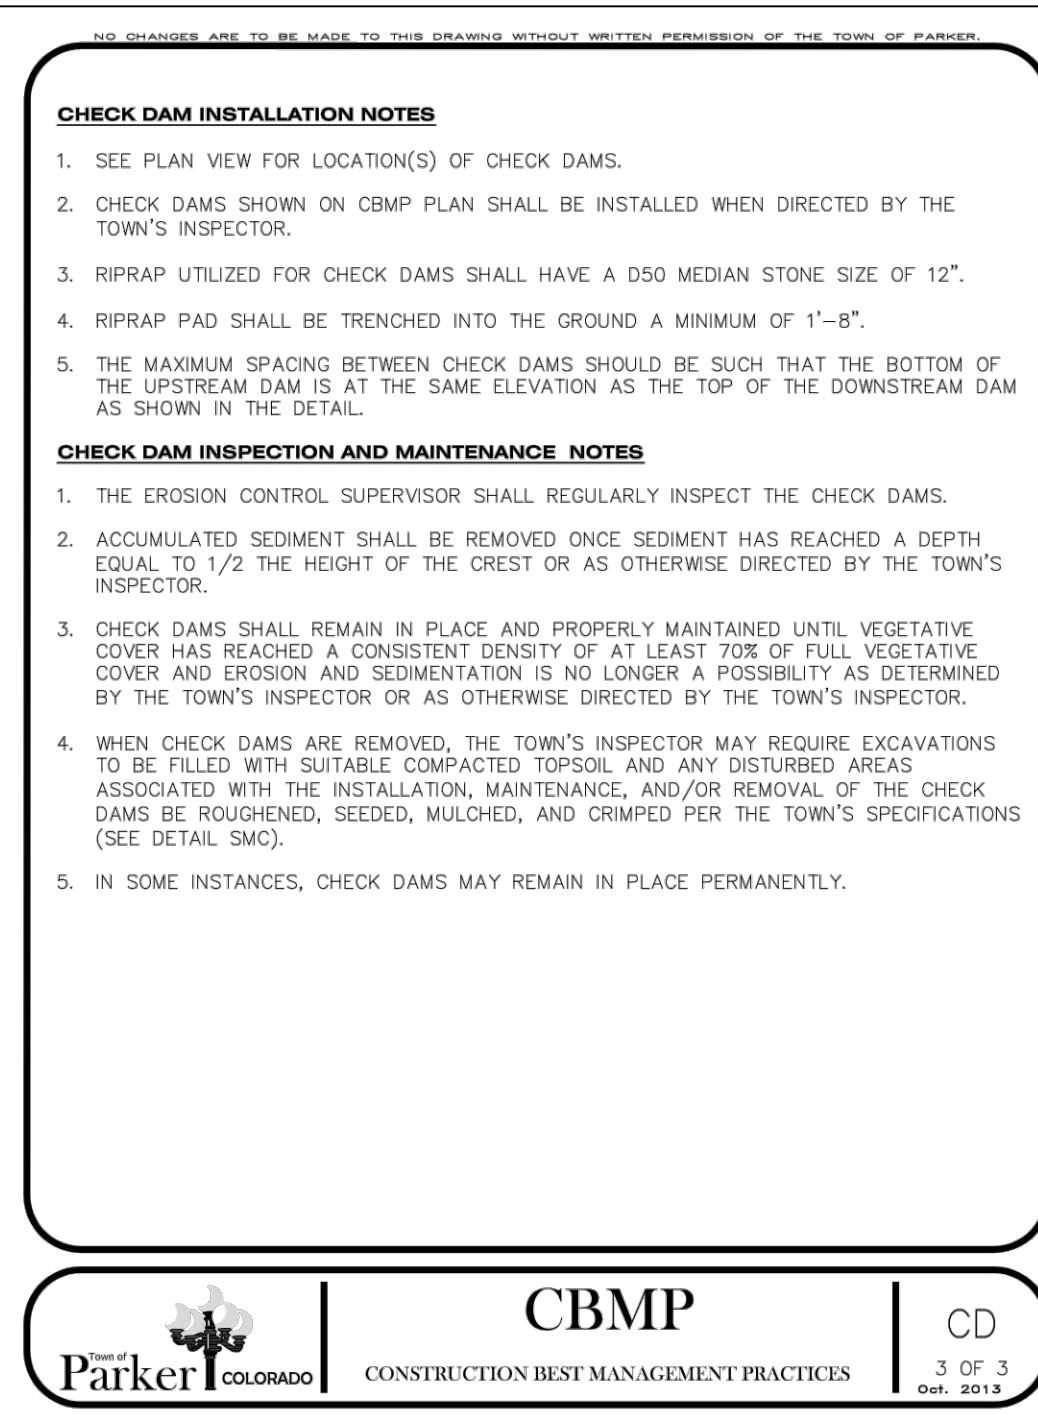 NO CHANGES ARE TO BE MADE TO THIS DRAWING WITHOUT WRITTEN PERMISSION OF THE TOWN OF PARKER.
CHECK DAM INSTALLATION NOTES
1. SEE PLAN VIEW FOR LOCATION(S) OF CHECK DAMS.
2. CHECK DAMS SHOWN ON CBMP PLAN SHALL BE INSTALLED WHEN DIRECTED BY THE
TOWN'S INSPECTOR.
3. RIPRAP UTILIZED FOR CHECK DAMS SHALL HAVE A D50 MEDIAN STONE SIZE OF 12".
4. RIPRAP PAD SHALL BE TRENCHED INTO THE GROUND A MINIMUM OF 1'-8".
5. THE MAXIMUM SPACING BETWEEN CHECK DAMS SHOULD BE SUCH THAT THE BOTTOM OF
THE UPSTREAM DAM IS AT THE SAME ELEVATION AS THE TOP OF THE DOWNSTREAM DAM
AS SHOWN IN THE DETAIL.
CHECK DAM INSPECTION AND MAINTENANCE NOTES
1. THE EROSION CONTROL SUPERVISOR SHALL REGULARLY INSPECT THE CHECK DAMS.
2. ACCUMULATED SEDIMENT SHALL BE REMOVED ONCE SEDIMENT HAS REACHED A DEPTH
EQUAL TO 1/2 THE HEIGHT OF THE CREST OR AS OTHERWISE DIRECTED BY THE TOWN'S
INSPECTOR.
3. CHECK DAMS SHALL REMAIN IN PLACE AND PROPERLY MAINTAINED UNTIL VEGETATIVE
COVER HAS REACHED A CONSISTENT DENSITY OF AT LEAST 70% OF FULL VEGETATIVE
COVER AND EROSION AND SEDIMENTATION IS NO LONGER A POSSIBILITY AS DETERMINED
BY THE TOWN'S INSPECTOR OR AS OTHERWISE DIRECTED BY THE TOWN'S INSPECTOR.
4. WHEN CHECK DAMS ARE REMOVED, THE TOWN'S INSPECTOR MAY REQUIRE EXCAVATIONS
TO BE FILLED WITH SUITABLE COMPACTED TOPSOIL AND ANY DISTURBED AREAS
ASSOCIATED WITH THE INSTALLATION, MAINTENANCE, AND/OR REMOVAL OF THE CHECK
DAMS BE ROUGHENED, SEEDED, MULCHED, AND CRIMPED PER THE TOWN'S SPECIFICATIONS
(SEE DETAIL SMC).
5. IN SOME INSTANCES, CHECK DAMS MAY REMAIN IN PLACE PERMANENTLY.
Town of
Parker COLORADO
CBMP
CONSTRUCTION BEST MANAGEMENT PRACTICES
CD
3 OF 3
Oct. 2013